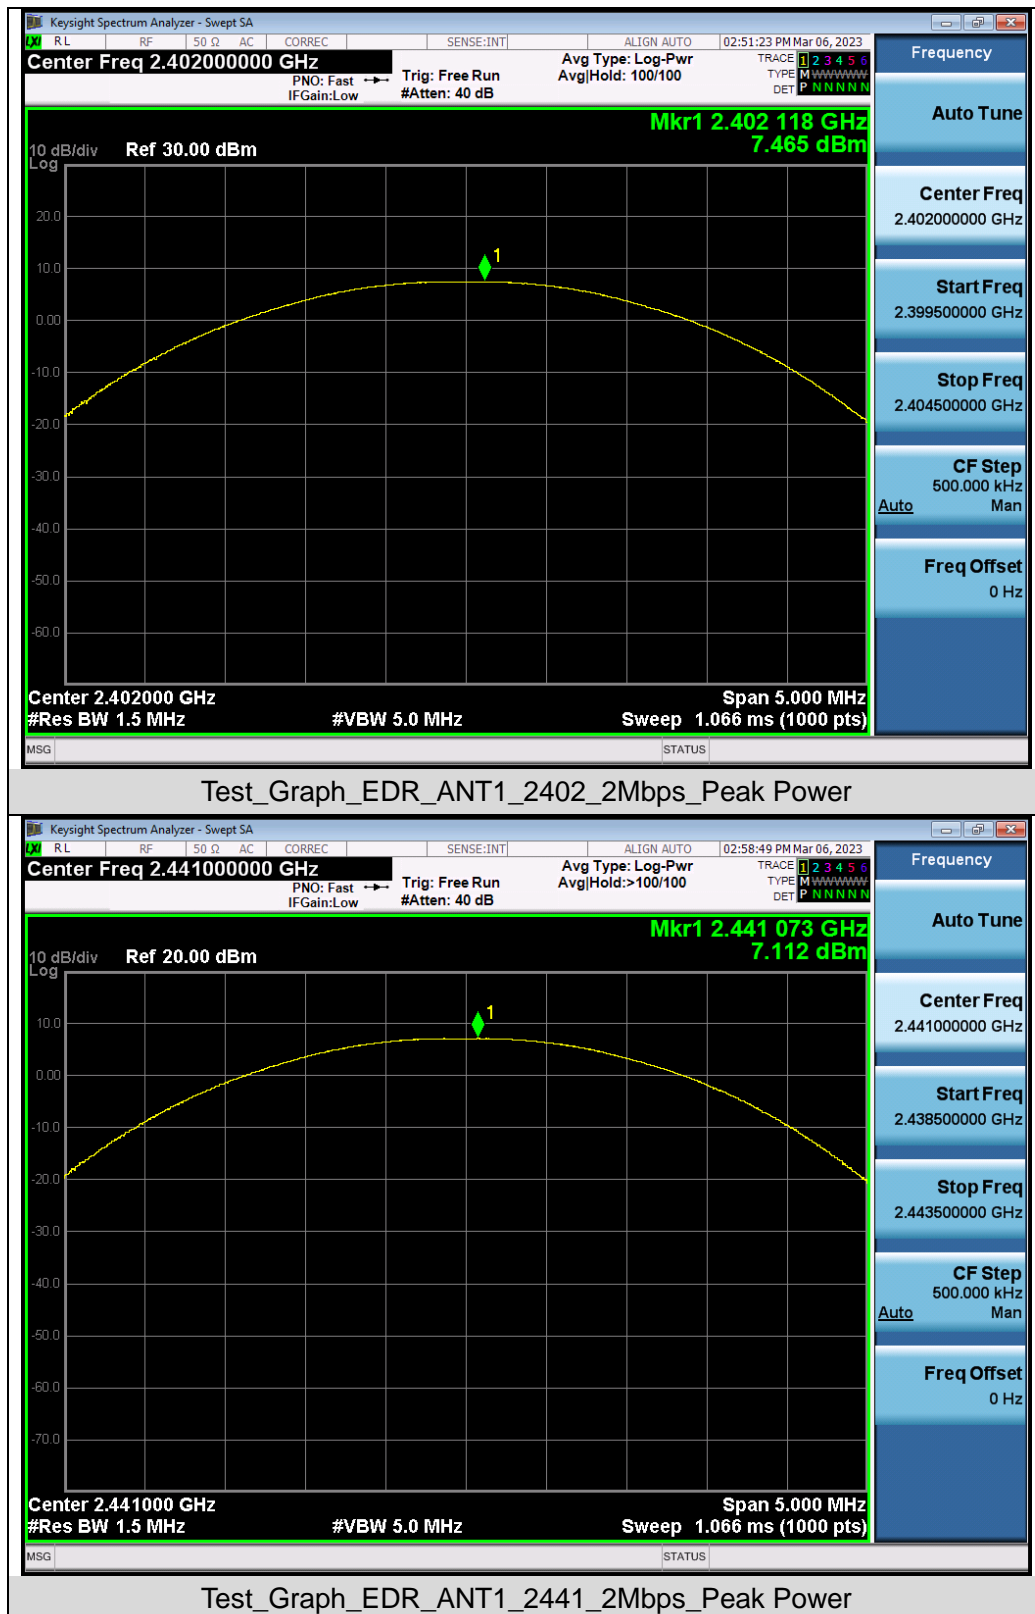 Keysight Spectrum Analyzer - Swept SA
LXI RL RF 50 Ω AC CORREC SENSE:INT ALIGN AUTO 02:51:23 PM Mar 06, 2023
Center Freq 2.402000000 GHz
PNO: Fast
IFGain:Low
Trig: Free Run
#Atten: 40 dB
Avg Type: Log-Pwr
Avg|Hold: 100/100
TRACE 1 2 3 4 5 6
TYPE M WWWWW
DET P N N N N N
Mkr1 2.402 118 GHz
7.465 dBm
10 dB/div
Log
Ref 30.00 dBm
1
20.0
10.0
0.00
-10.0
-20.0
-30.0
-40.0
-50.0
-60.0
Center 2.402000 GHz
Span 5.000 MHz
#Res BW 1.5 MHz
#VBW 5.0 MHz
Sweep 1.066 ms (1000 pts)
MSG
STATUS
Frequency
Auto Tune
Center Freq
2.402000000 GHz
Start Freq
2.399500000 GHz
Stop Freq
2.404500000 GHz
CF Step
500.000 kHz
Auto Man
Freq Offset
0 Hz
Test_Graph_EDR_ANT1_2402_2Mbps_Peak Power
Keysight Spectrum Analyzer - Swept SA
LXI RL RF 50 Ω AC CORREC SENSE:INT ALIGN AUTO 02:58:49 PM Mar 06, 2023
Center Freq 2.441000000 GHz
PNO: Fast
IFGain:Low
Trig: Free Run
#Atten: 40 dB
Avg Type: Log-Pwr
Avg|Hold:>100/100
TRACE 1 2 3 4 5 6
TYPE M WWWWW
DET P N N N N N
Mkr1 2.441 073 GHz
7.112 dBm
10 dB/div
Log
Ref 20.00 dBm
1
10.0
0.00
-10.0
-20.0
-30.0
-40.0
-50.0
-60.0
-70.0
Center 2.441000 GHz
Span 5.000 MHz
#Res BW 1.5 MHz
#VBW 5.0 MHz
Sweep 1.066 ms (1000 pts)
MSG
STATUS
Frequency
Auto Tune
Center Freq
2.441000000 GHz
Start Freq
2.438500000 GHz
Stop Freq
2.443500000 GHz
CF Step
500.000 kHz
Auto Man
Freq Offset
0 Hz
Test_Graph_EDR_ANT1_2441_2Mbps_Peak Power